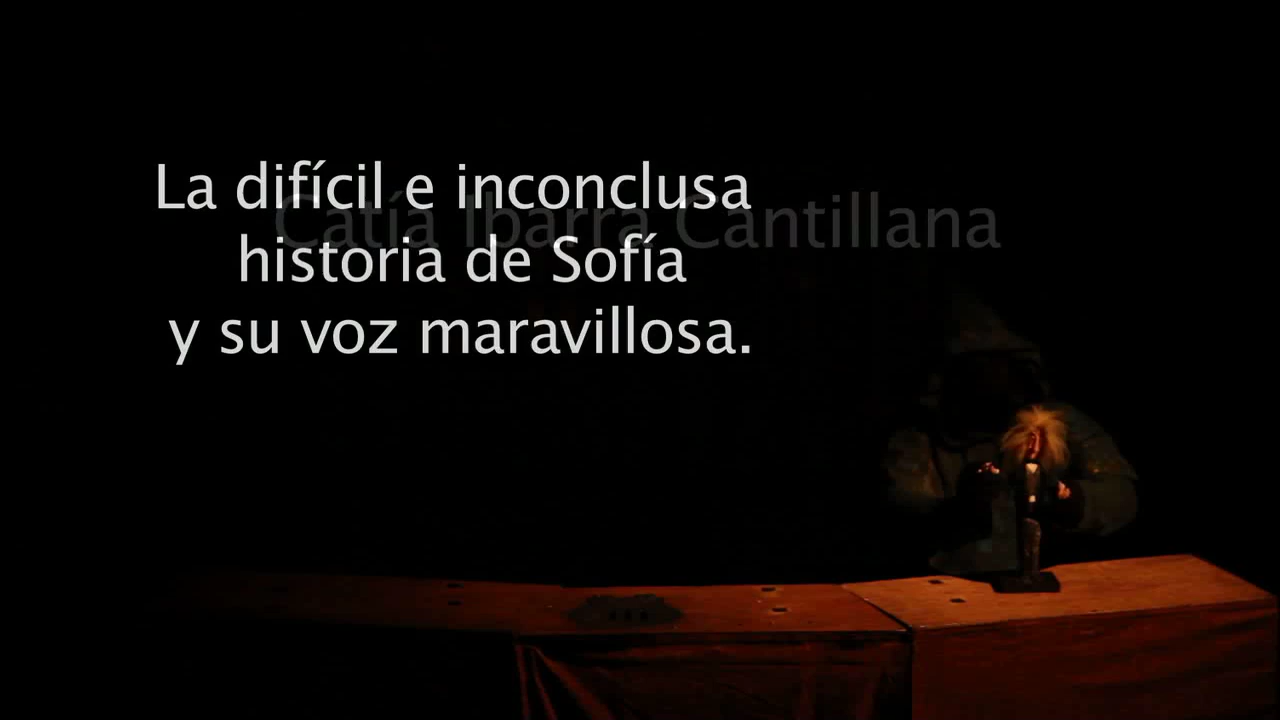 La difícil e inconclusa
Catía Ibarra Cantillana
historia de Sofía
y su voz maravillosa.